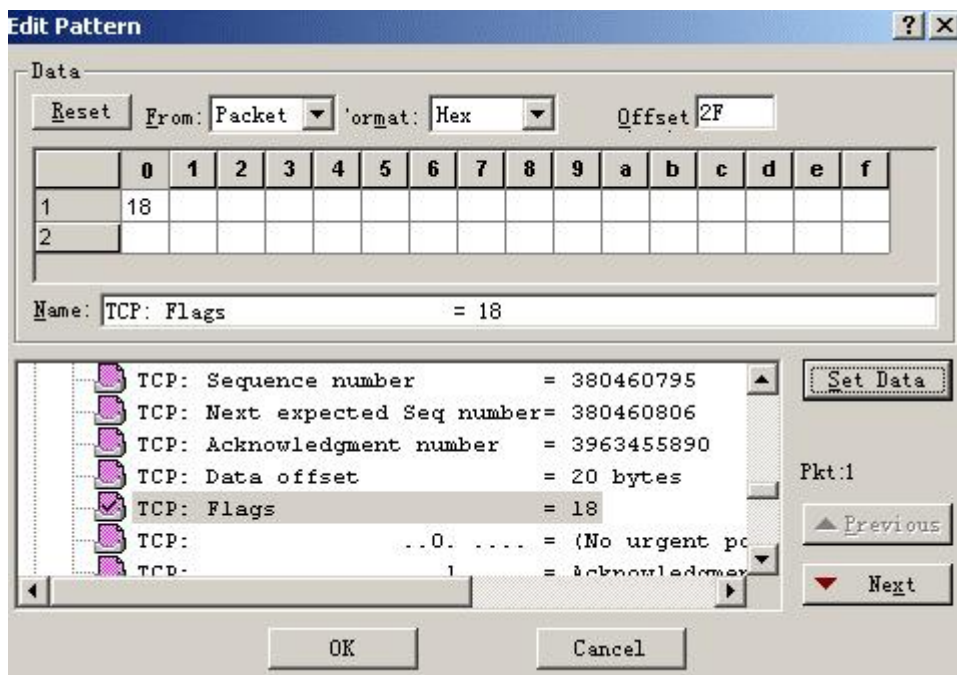 Edit Pattern
Data
Reset From: Packet 'ormat: Hex Offset 2F
0 1 2 3 4 5 6 7 8 9 a b c d e f
1 18
2
Name: TCP: Flags = 18
TCP: Sequence number = 380460795
TCP: Next expected Seq number= 380460806
TCP: Acknowledgment number = 3963455890
TCP: Data offset = 20 bytes
TCP: Flags = 18
TCP: ..0. .... = (No urgent po
TCP: 1 = Acknowledgmer
Set Data
Pkt:1
Previous
Next
OK Cancel